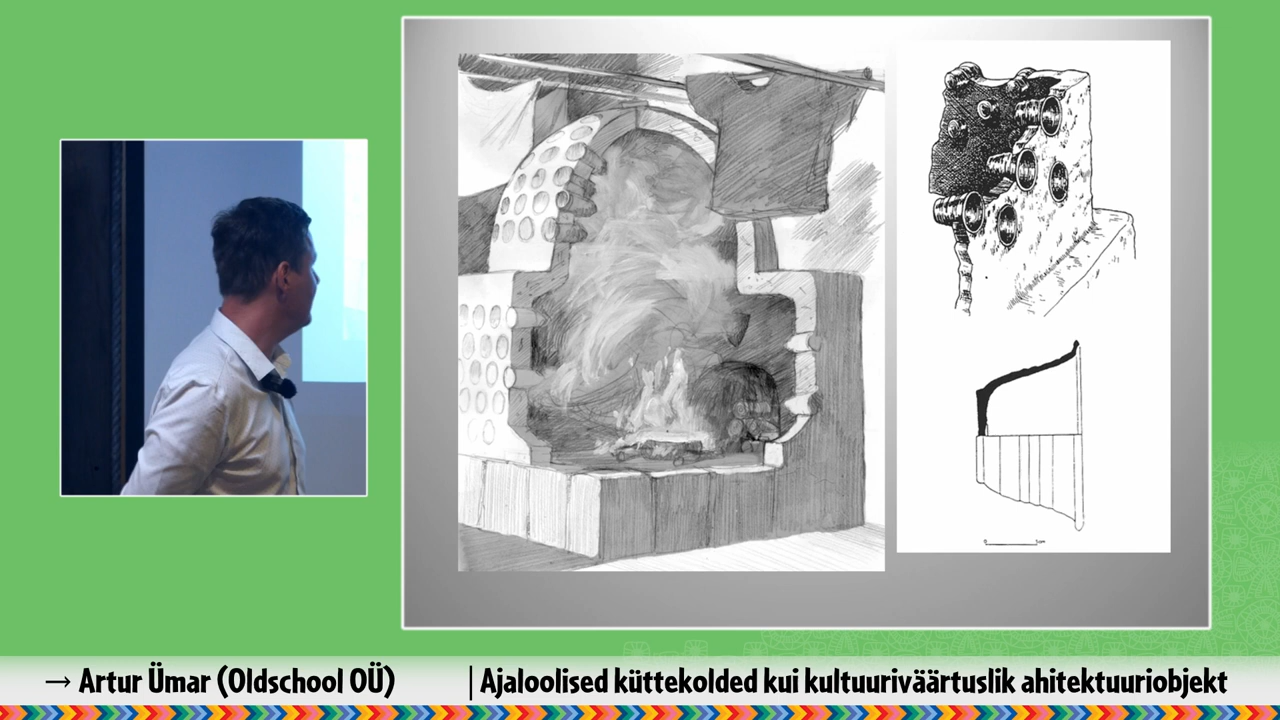 → Artur Ümar (Oldschool OÜ) | Ajaloolised küttekolded kui kultuuriväärtuslik ahitektuuriobjekt